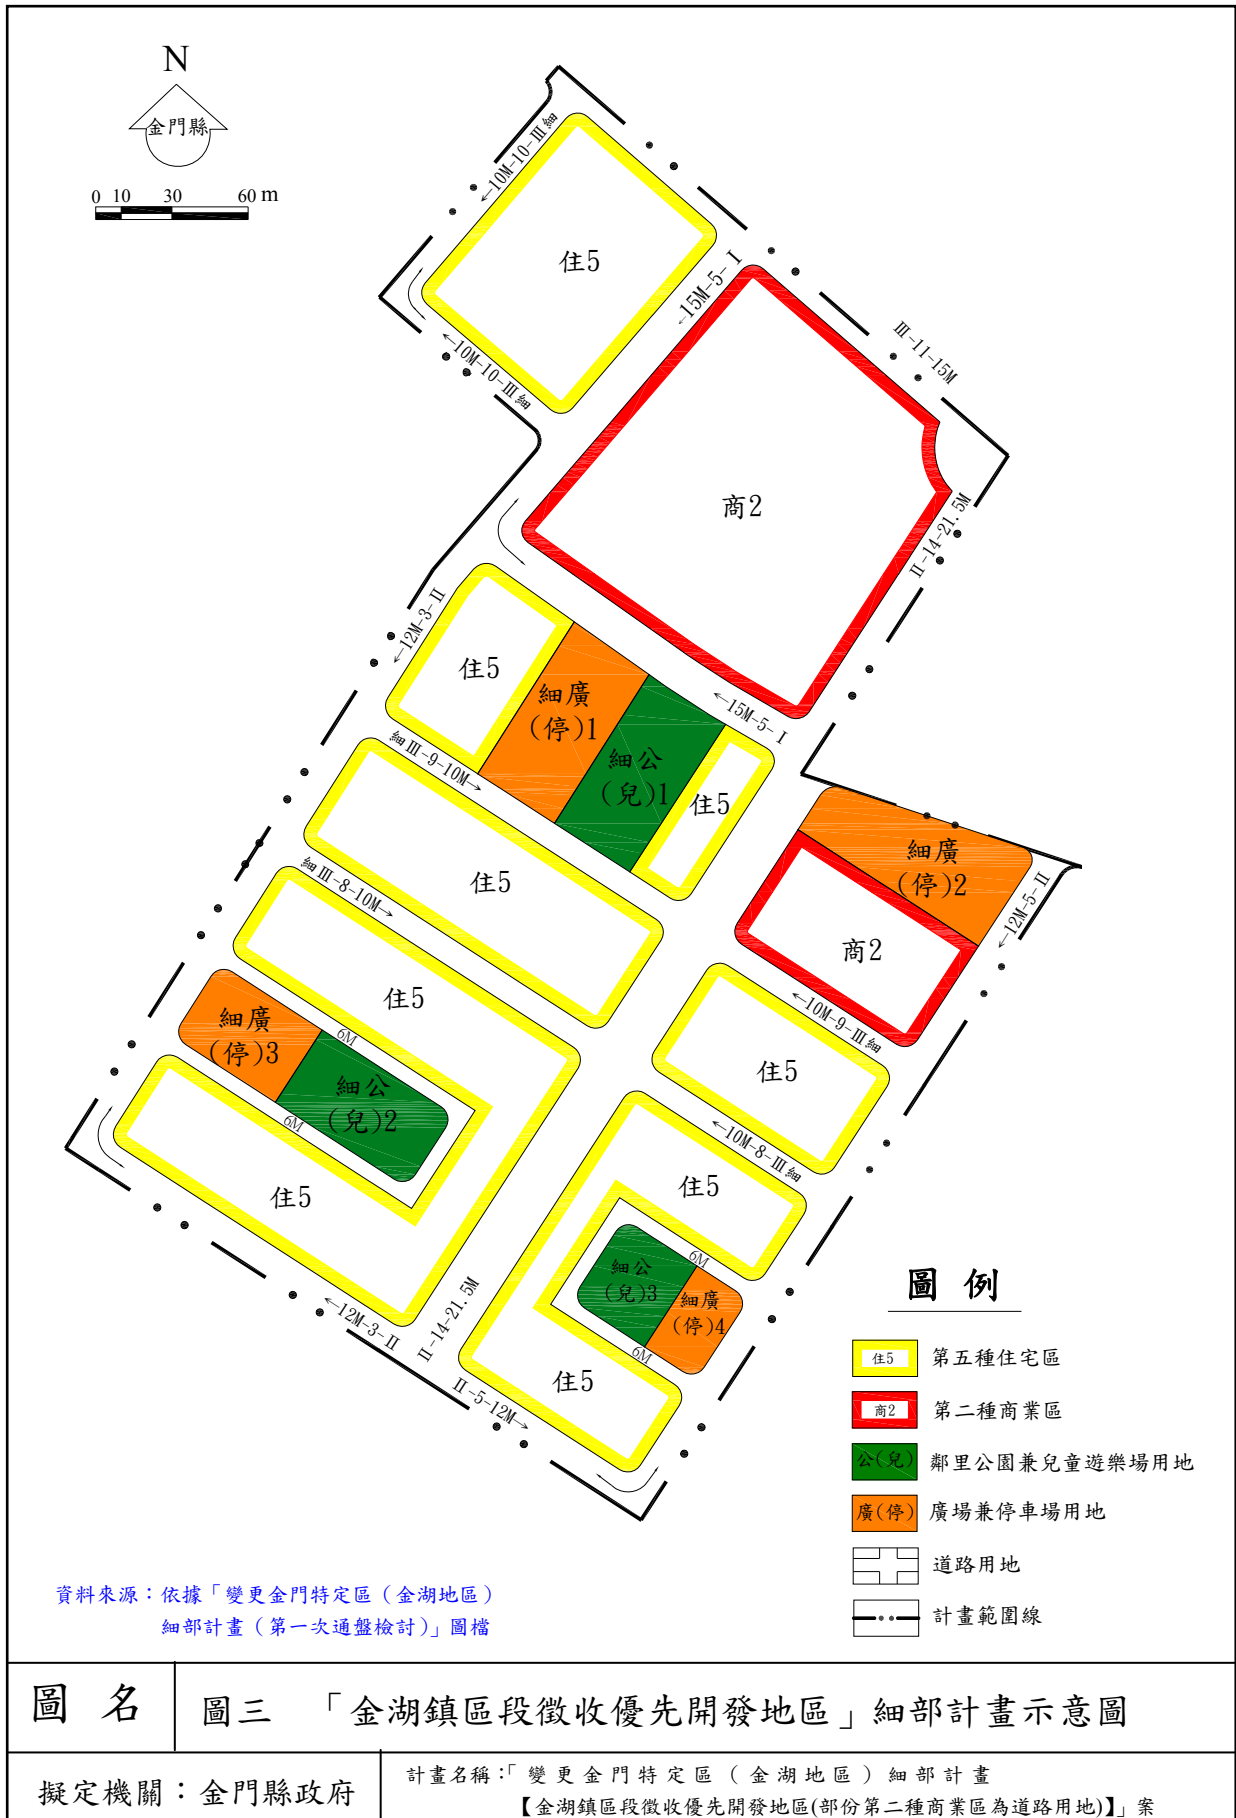 N
金門縣
0 10 30 60 m
←10M-10-Ⅲ細
住5
←15M-5-Ⅰ
←10M-10-Ⅲ細
Ⅲ-11-15M
商2
Ⅱ-14-21.5M
←12M-3-Ⅱ
住5
細廣
(停)1
細公
(兒)1
←15M-5-Ⅰ
住5
細Ⅲ-9-10M→
住5
細廣
(停)2
←12M-5-Ⅱ
商2
細Ⅲ-8-10M→
住5
←10M-9-Ⅲ細
住5
細廣
(停)3
6M
細公
(兒)2
6M
住5
←10M-8-Ⅲ細
住5
6M
細公
(兒)3
細廣
(停)4
6M
住5
←12M-3-Ⅱ
Ⅱ-14-21.5M
Ⅱ-5-12M→
圖 例
住5 第五種住宅區
商2 第二種商業區
公(兒) 鄰里公園兼兒童遊樂場用地
廣(停) 廣場兼停車場用地
道路用地
計畫範圍線
資料來源：依據「變更金門特定區（金湖地區）
細部計畫（第一次通盤檢討）」圖檔
圖 名 圖三 「金湖鎮區段徵收優先開發地區」細部計畫示意圖
擬定機關：金門縣政府
計畫名稱：「變更金門特定區（金湖地區）細部計畫
【金湖鎮區段徵收優先開發地區(部份第二種商業區為道路用地)】」案